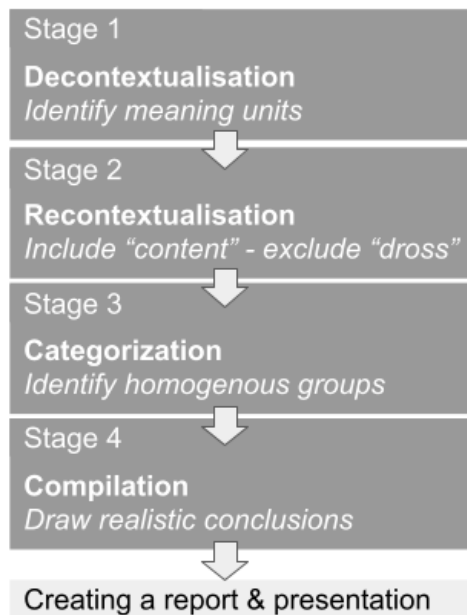 Stage 1
Decontextualisation
Identify meaning units
Stage 2
Recontextualisation
Include “content” - exclude “dross”
Stage 3
Categorization
Identify homogenous groups
Stage 4
Compilation
Draw realistic conclusions
Creating a report & presentation